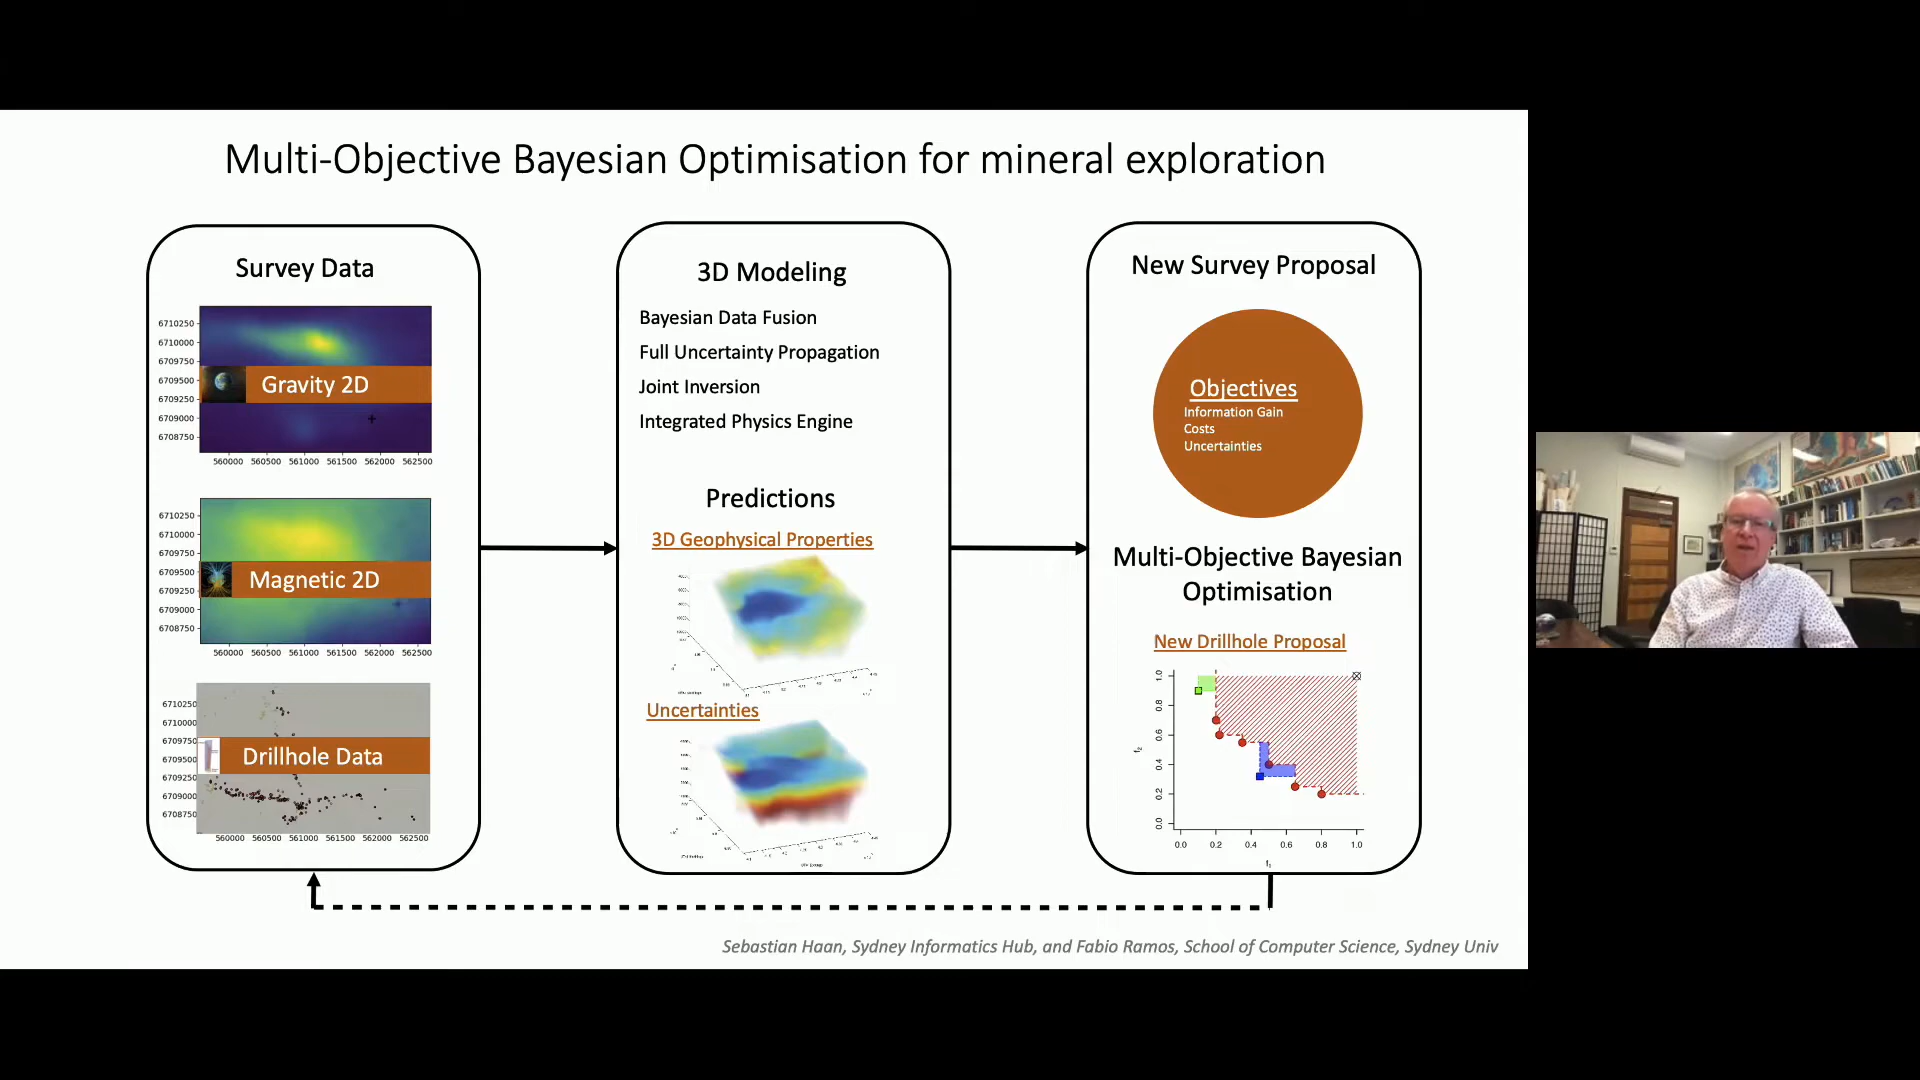 Multi-Objective Bayesian Optimisation for mineral exploration
Survey Data
6710250
6710000
6709750
6709500
6709250
6709000
6708750
Gravity 2D
560000 560500 561000 561500 562000 562500
6710250
6710000
6709750
6709500
6709250
6709000
6708750
Magnetic 2D
560000 560500 561000 561500 562000 562500
6710250
6710000
6709750
6709250
6709000
6708750
Drillhole Data
560000 560500 561000 561500 562000 562500
3D Modeling
Bayesian Data Fusion
Full Uncertainty Propagation
Joint Inversion
Integrated Physics Engine
Predictions
3D Geophysical Properties
Uncertainties
New Survey Proposal
Objectives
Information Gain
Costs
Uncertainties
Multi-Objective Bayesian
Optimisation
New Drillhole Proposal
1.0
0.8
0.6
0.4
0.2
0.0
f2
0.0 0.2 0.4 0.6 0.8 1.0
f1
Sebastian Haan, Sydney Informatics Hub, and Fabio Ramos, School of Computer Science, Sydney Univ